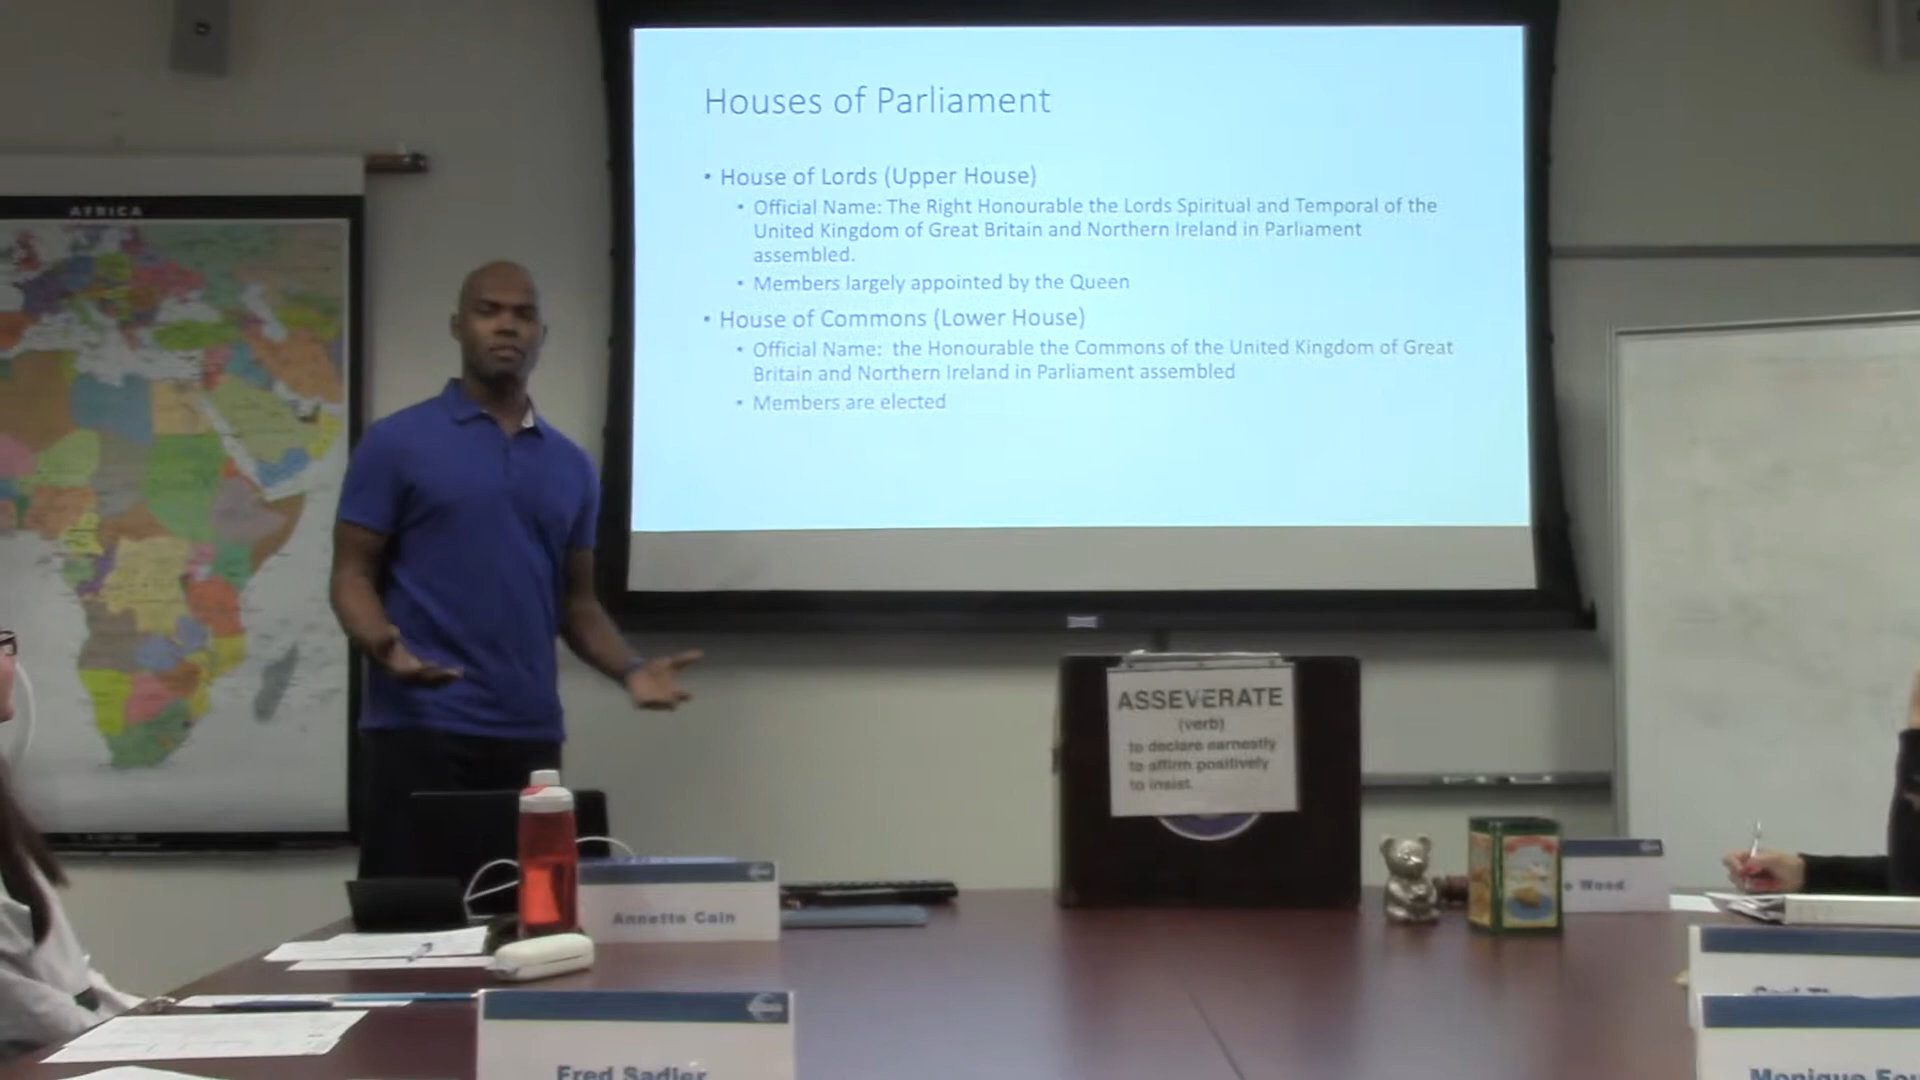 Houses of Parliament
• House of Lords (Upper House)
• Official Name: The Right Honourable the Lords Spiritual and Temporal of the
United Kingdom of Great Britain and Northern Ireland in Parliament
assembled.
• Members largely appointed by the Queen
• House of Commons (Lower House)
• Official Name: the Honourable the Commons of the United Kingdom of Great
Britain and Northern Ireland in Parliament assembled
• Members are elected
AFRICA
ASSEVERATE
(verb)
to declare earnestly
to affirm positively
to insist.
Wood
Annetta Cain
Fred Sadler
Monique